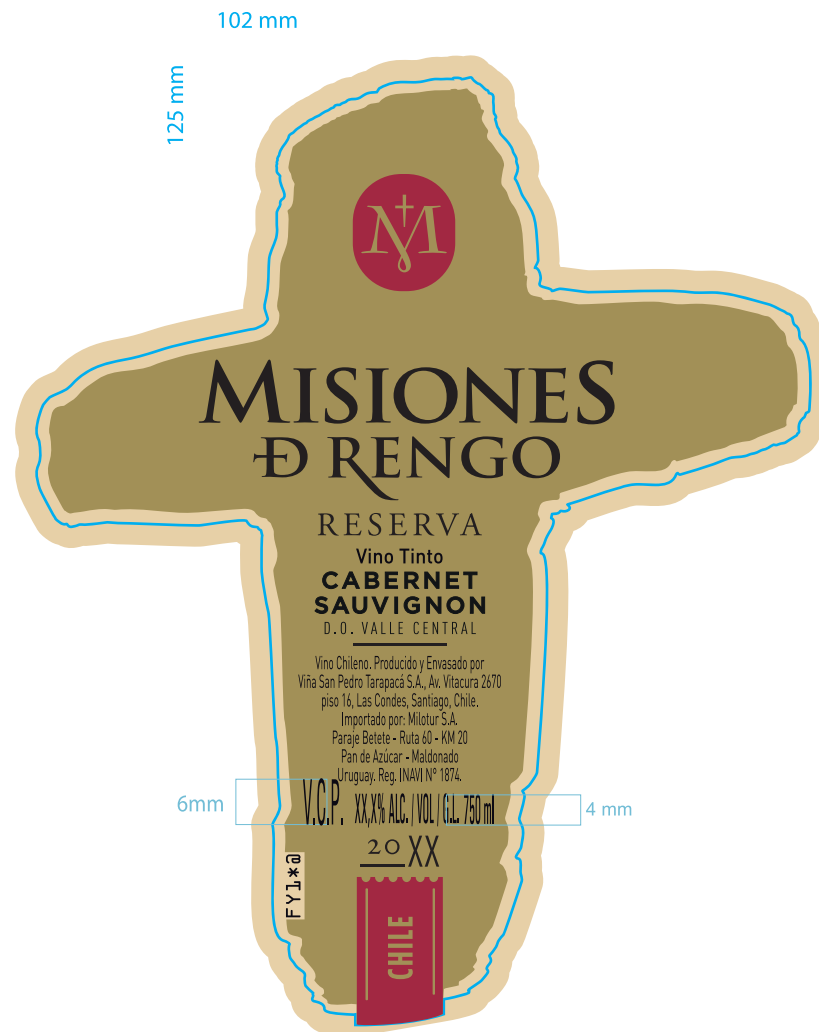 102 mm
125 mm
M
MISIONES
Đ RENGO
RESERVA
Vino Tinto
CABERNET
SAUVIGNON
D.O. VALLE CENTRAL
Vino Chileno. Producido y Envasado por
Viña San Pedro Tarapacá S.A., Av. Vitacura 2670
piso 16, Las Condes, Santiago, Chile.
Importado por: Milotur S.A.
Paraje Betete - Ruta 60 - KM 20
Pan de Azúcar - Maldonado
Uruguay. Reg. INAVI Nº 1874.
6mm
V.C.P. XX,X% ALC. / VOL / G.L. 750 ml
4 mm
20 XX
FY1*@
CHILE